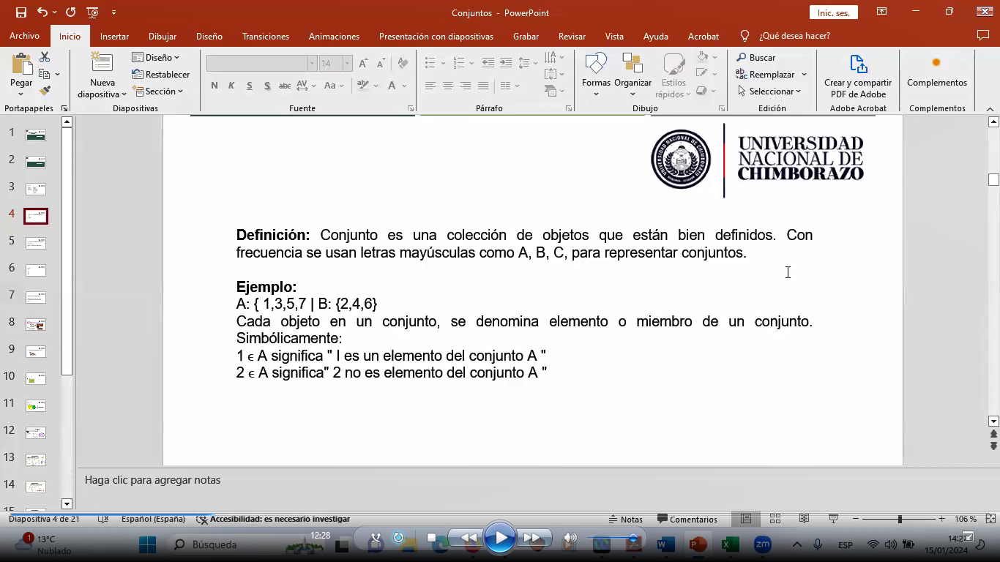 Conjuntos - PowerPoint
Inic. ses.
Archivo Inicio Insertar Dibujar Diseño Transiciones Animaciones Presentación con diapositivas Grabar Revisar Vista Ayuda Acrobat ¿Qué desea hacer?
Pegar
Nueva diapositiva
Diseño
Restablecer
Sección
14
N K S S abc AV Aa A
Formas Organizar Estilos rápidos
Buscar
Reemplazar
Seleccionar
Crear y compartir PDF de Adobe
Complementos
Portapapeles Diapositivas Fuente Párrafo Dibujo Edición Adobe Acrobat Complementos
1
2
3
4
5
6
7
8
9
10
11
12
13
14
15
UNIVERSIDAD
NACIONAL DE
CHIMBORAZO
Definición: Conjunto es una colección de objetos que están bien definidos. Con
frecuencia se usan letras mayúsculas como A, B, C, para representar conjuntos.
Ejemplo:
A: { 1,3,5,7 | B: {2,4,6}
Cada objeto en un conjunto, se denomina elemento o miembro de un conjunto.
Simbólicamente:
1 ϵ A significa " I es un elemento del conjunto A "
2 ϵ A significa" 2 no es elemento del conjunto A "
Haga clic para agregar notas
Diapositiva 4 de 21 Español (España) Accesibilidad: es necesario investigar Notas Comentarios 106 %
1
13°C
Nublado
Búsqueda
12:28
zm
ESP
15/01/2024